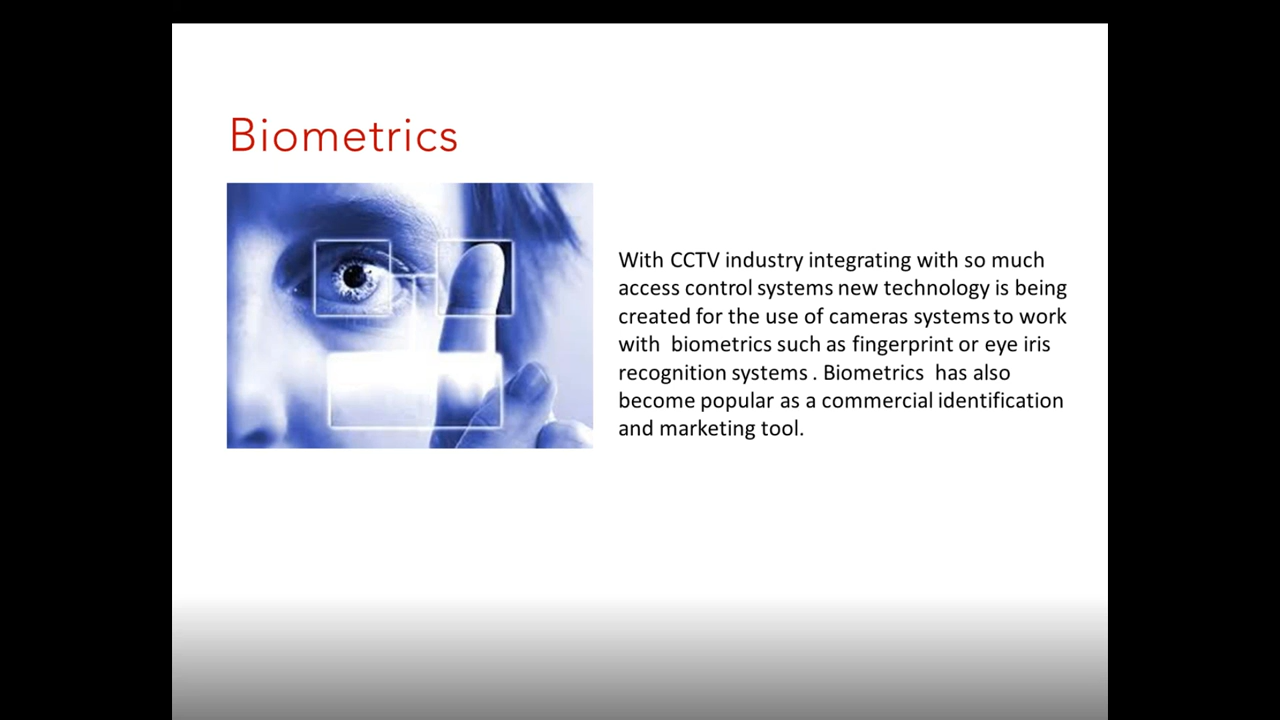 Biometrics
With CCTV industry integrating with so much
access control systems new technology is being
created for the use of cameras systems to work
with  biometrics such as fingerprint or eye iris
recognition systems . Biometrics  has also
become popular as a commercial identification
and marketing tool.